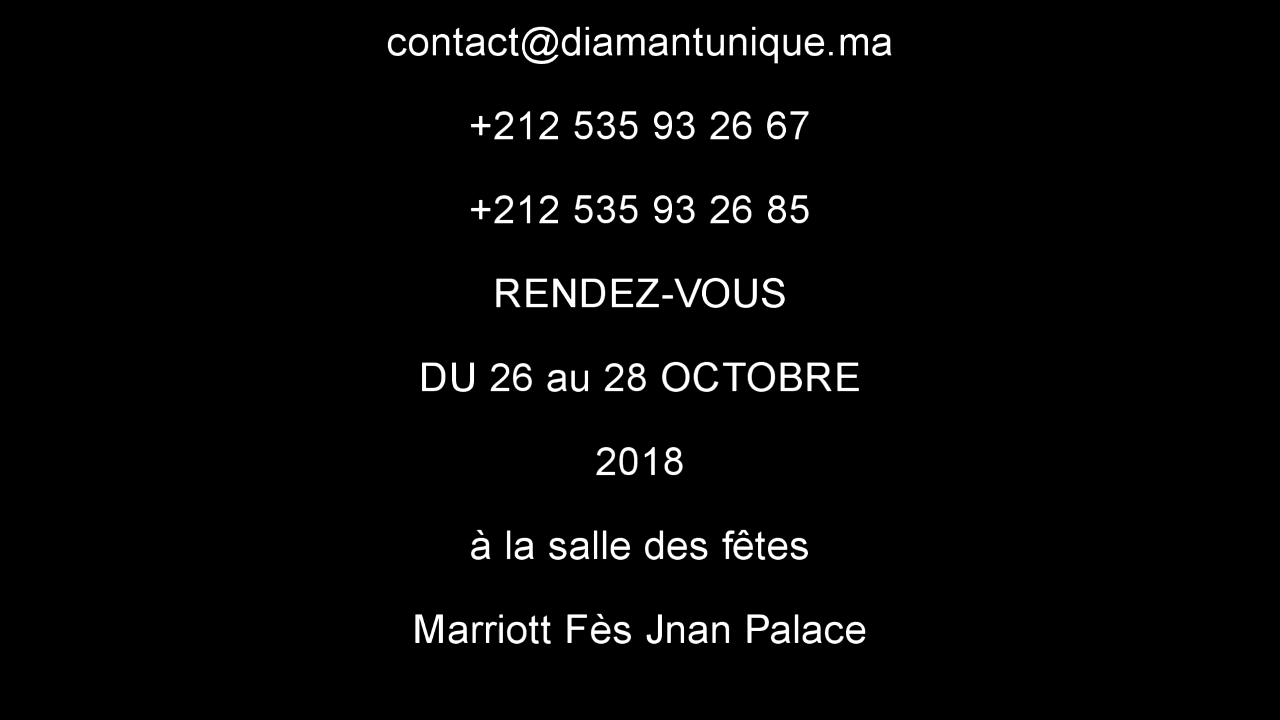 contact@diamantunique.ma
+212 535 93 26 67
+212 535 93 26 85
RENDEZ-VOUS
DU 26 au 28 OCTOBRE
2018
à la salle des fêtes
Marriott Fès Jnan Palace